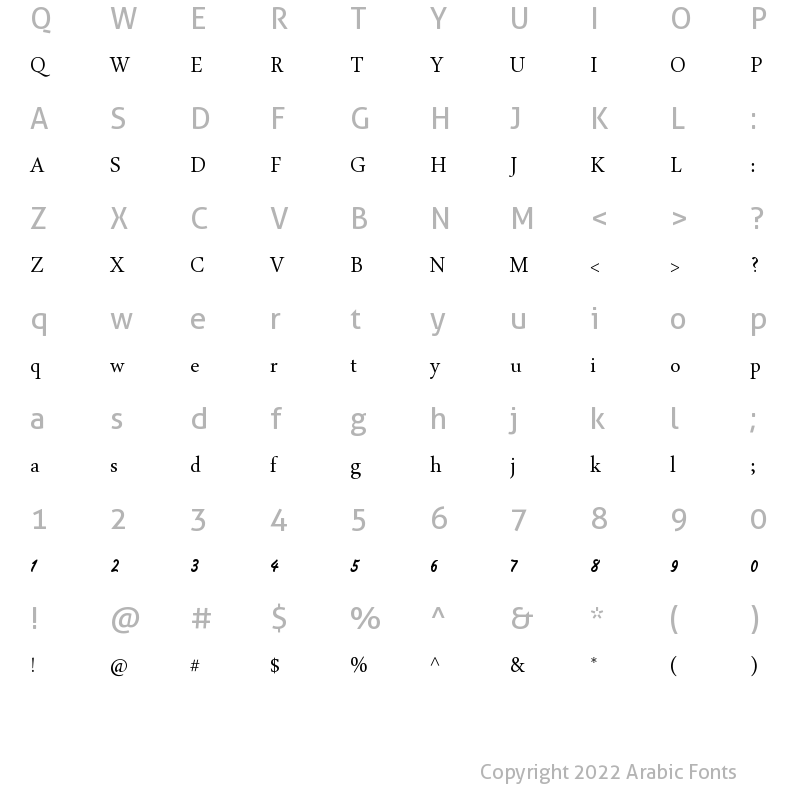 Q W E R T Y U I O P
Q W E R T Y U I O P
A S D F G H J K L :
A S D F G H J K L :
Z X C V B N M < > ?
Z X C V B N M < > ?
q w e r t y u i o p
q w e r t y u i o p
a s d f g h j k l ;
a s d f g h j k l ;
1 2 3 4 5 6 7 8 9 0
1 2 3 4 5 6 7 8 9 0
! @ # $ % ^ & * ( )
! @ # $ % ^ & * ( )
Copyright 2022 Arabic Fonts